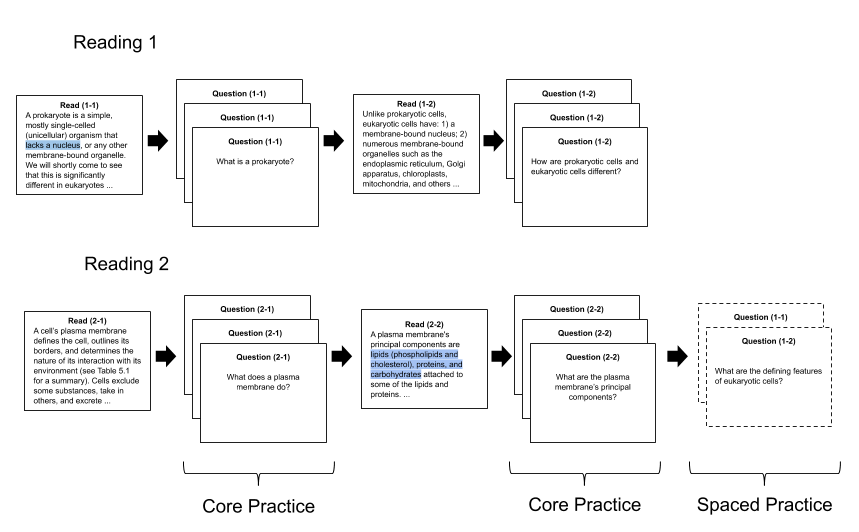 Reading 1
Read (1-1)
A prokaryote is a simple,
mostly single-celled
(unicellular) organism that
lacks a nucleus, or any other
membrane-bound organelle.
We will shortly come to see
that this is significantly
different in eukaryotes ...
Question (1-1)
Question (1-1)
Question (1-1)
What is a prokaryote?
Read (1-2)
Unlike prokaryotic cells,
eukaryotic cells have: 1) a
membrane-bound nucleus; 2)
numerous membrane-bound
organelles such as the
endoplasmic reticulum, Golgi
apparatus, chloroplasts,
mitochondria, and others ...
Question (1-2)
Question (1-2)
Question (1-2)
How are prokaryotic cells and
eukaryotic cells different?
Reading 2
Read (2-1)
A cell's plasma membrane
defines the cell, outlines its
borders, and determines the
nature of its interaction with its
environment (see Table 5.1
for a summary). Cells exclude
some substances, take in
others, and excrete ...
Question (2-1)
Question (2-1)
Question (2-1)
What does a plasma
membrane do?
Read (2-2)
A plasma membrane's
principal components are
lipids (phospholipids and
cholesterol), proteins, and
carbohydrates attached to
some of the lipids and
proteins. ...
Question (2-2)
Question (2-2)
Question (2-2)
What are the plasma
membrane's principal
components?
Question (1-1)
Question (1-2)
What are the defining features
of eukaryotic cells?
Core Practice
Core Practice
Spaced Practice